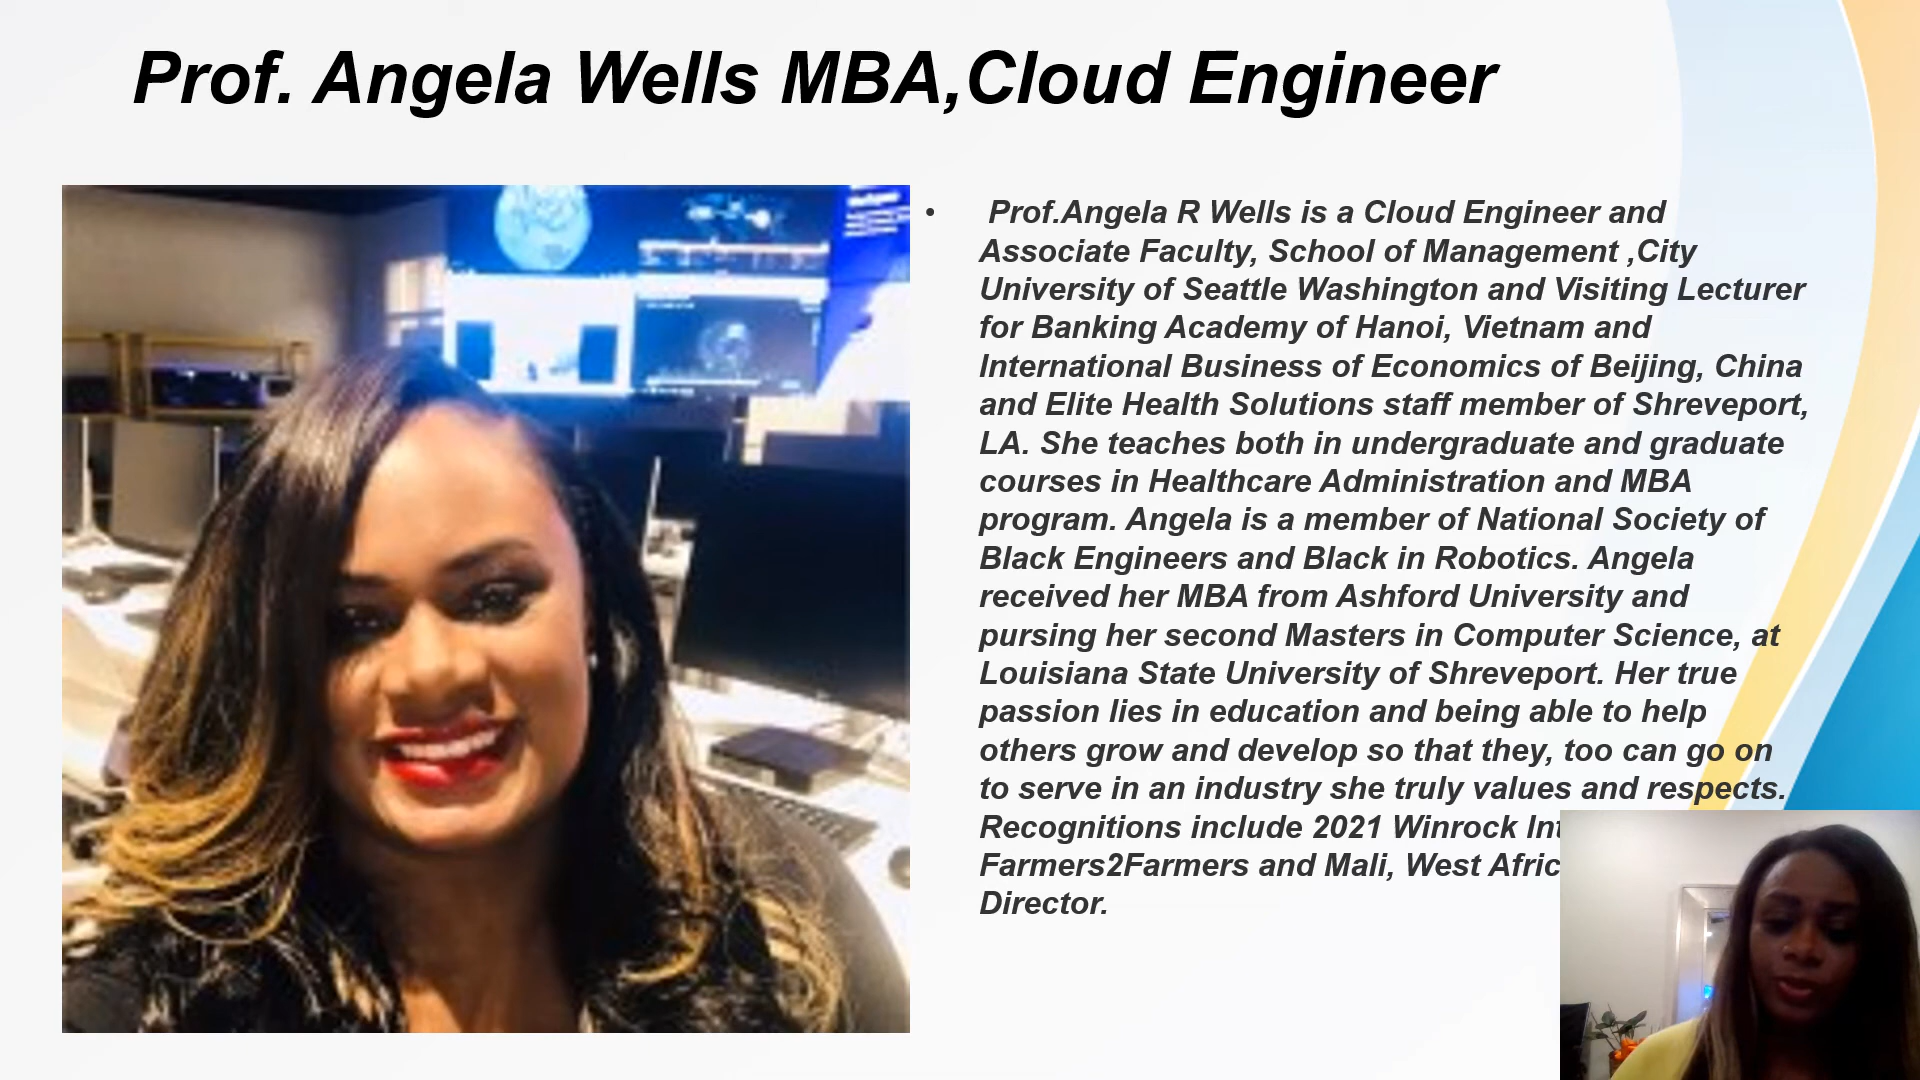 Prof. Angela Wells MBA,Cloud Engineer
• Prof.Angela R Wells is a Cloud Engineer and
Associate Faculty, School of Management ,City
University of Seattle Washington and Visiting Lecturer
for Banking Academy of Hanoi, Vietnam and
International Business of Economics of Beijing, China
and Elite Health Solutions staff member of Shreveport,
LA. She teaches both in undergraduate and graduate
courses in Healthcare Administration and MBA
program. Angela is a member of National Society of
Black Engineers and Black in Robotics. Angela
received her MBA from Ashford University and
pursing her second Masters in Computer Science, at
Louisiana State University of Shreveport. Her true
passion lies in education and being able to help
others grow and develop so that they, too can go on
to serve in an industry she truly values and respects.
Recognitions include 2021 Winrock
Farmers2Farmers and Mali, West
Director.